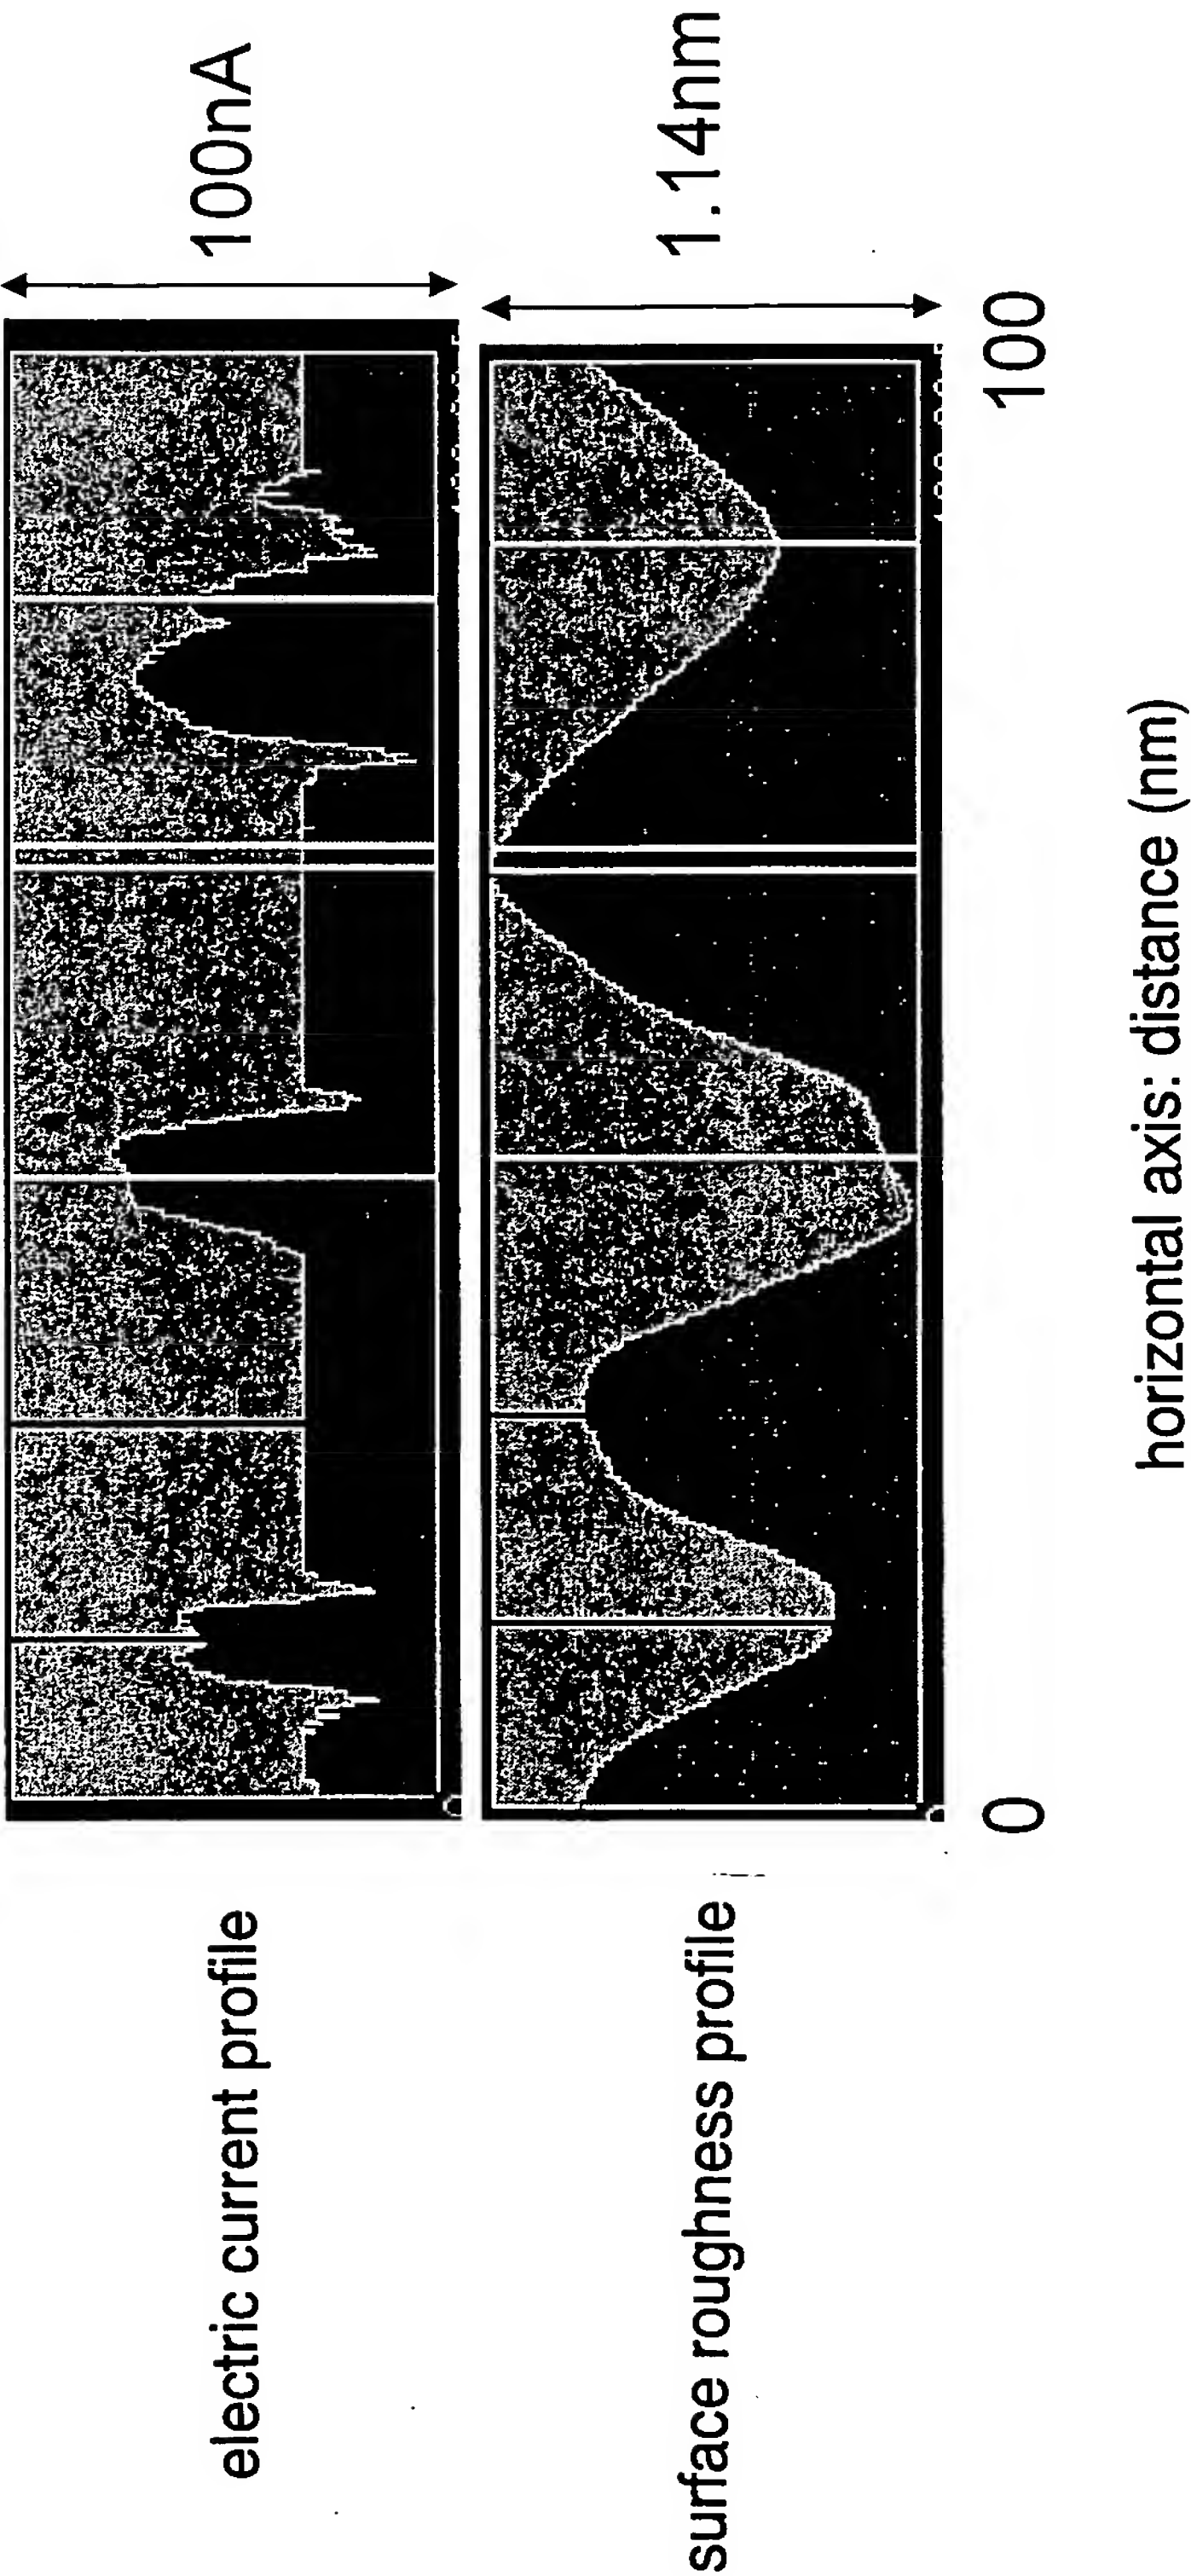 electric current profile
100nA
surface roughness profile
1.14nm
0
100
horizontal axis: distance (nm)